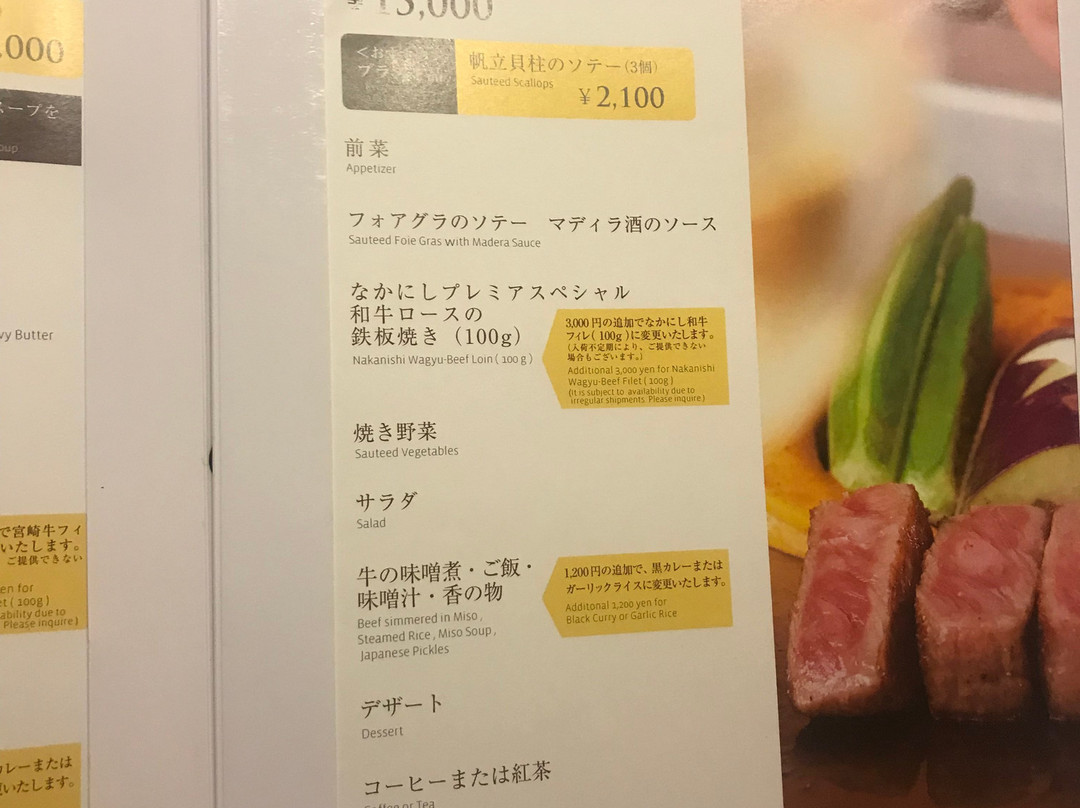 ,000
スープを
oup
vy Butter
で宮崎牛フィ
いたします。
ご提供できない
en for
et ( 100g )
ability due to
Please inquire )
カレーまたは
更いたします。
¥13,000
帆立貝柱のソテー(3個)
Sauteed Scallops
¥2,100
前菜
Appetizer
フォアグラのソテー　マディラ酒のソース
Sauteed Foie Gras with Madera Sauce
なかにしプレミアスペシャル
和牛ロースの
鉄板焼き（100g）
Nakanishi Wagyu-Beef Loin ( 100 g )
3,000円の追加でなかにし和牛
フィレ( 100g )に変更いたします。
(入荷不定期により、ご提供できない
場合もございます。)
Additional 3,000 yen for Nakanishi
Wagyu-Beef Filet ( 100g )
(It is subject to availability due to
irregular shipments Please inquire.)
焼き野菜
Sauteed Vegetables
サラダ
Salad
牛の味噌煮・ご飯・
味噌汁・香の物
Beef simmered in Miso ,
Steamed Rice , Miso Soup ,
Japanese Pickles
1,200円の追加で、黒カレーまたは
ガーリックライスに変更いたします。
Additonal 1,200 yen for
Black Curry or Garlic Rice
デザート
Dessert
コーヒーまたは紅茶
Coffee or Tea